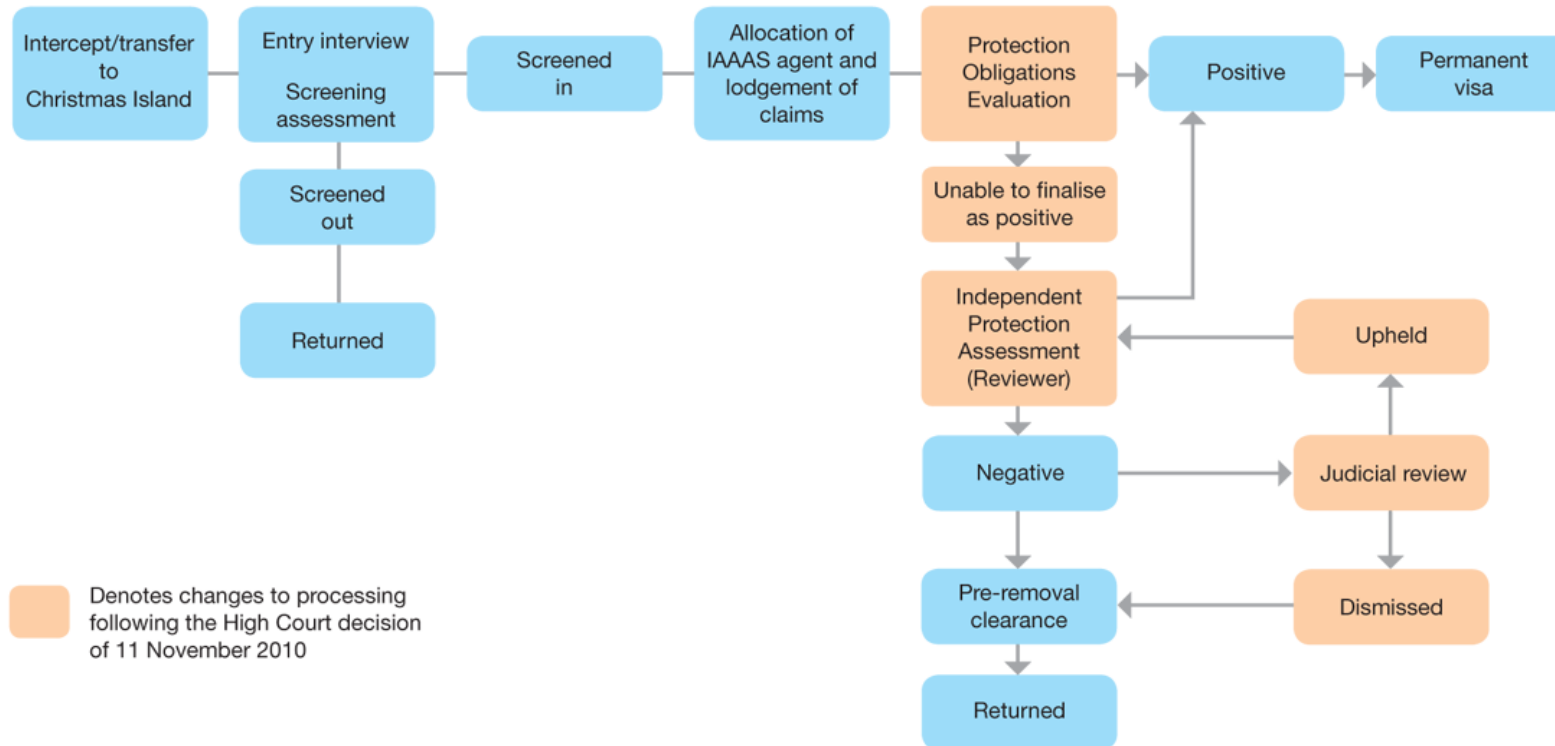 Intercept/transfer
to
Christmas Island
Entry interview
Screening
assessment
Screened
in
Allocation of
IAAAS agent and
lodgement of
claims
Protection
Obligations
Evaluation
Positive
Permanent
visa
Screened
out
Returned
Unable to finalise
as positive
Independent
Protection
Assessment
(Reviewer)
Upheld
Negative
Judicial review
Pre-removal
clearance
Dismissed
Returned
Denotes changes to processing
following the High Court decision
of 11 November 2010